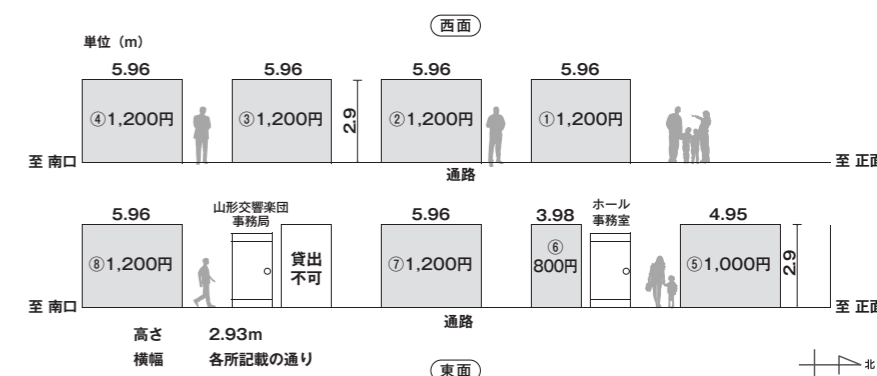 西面
単位（m）
5.96 5.96 5.96 5.96
④1,200円 ③1,200円 2.9 ②1,200円 ①1,200円
至 南口 至 正面
通路
5.96 山形交響楽団 5.96 3.98 ホール 4.95
事務局 事務室
⑧1,200円 貸出 ⑦1,200円 ⑥ ⑤1,000円 2.9
不可 800円
至 南口 至 正面
通路
高さ 2.93m
横幅 各所記載の通り
東面
北